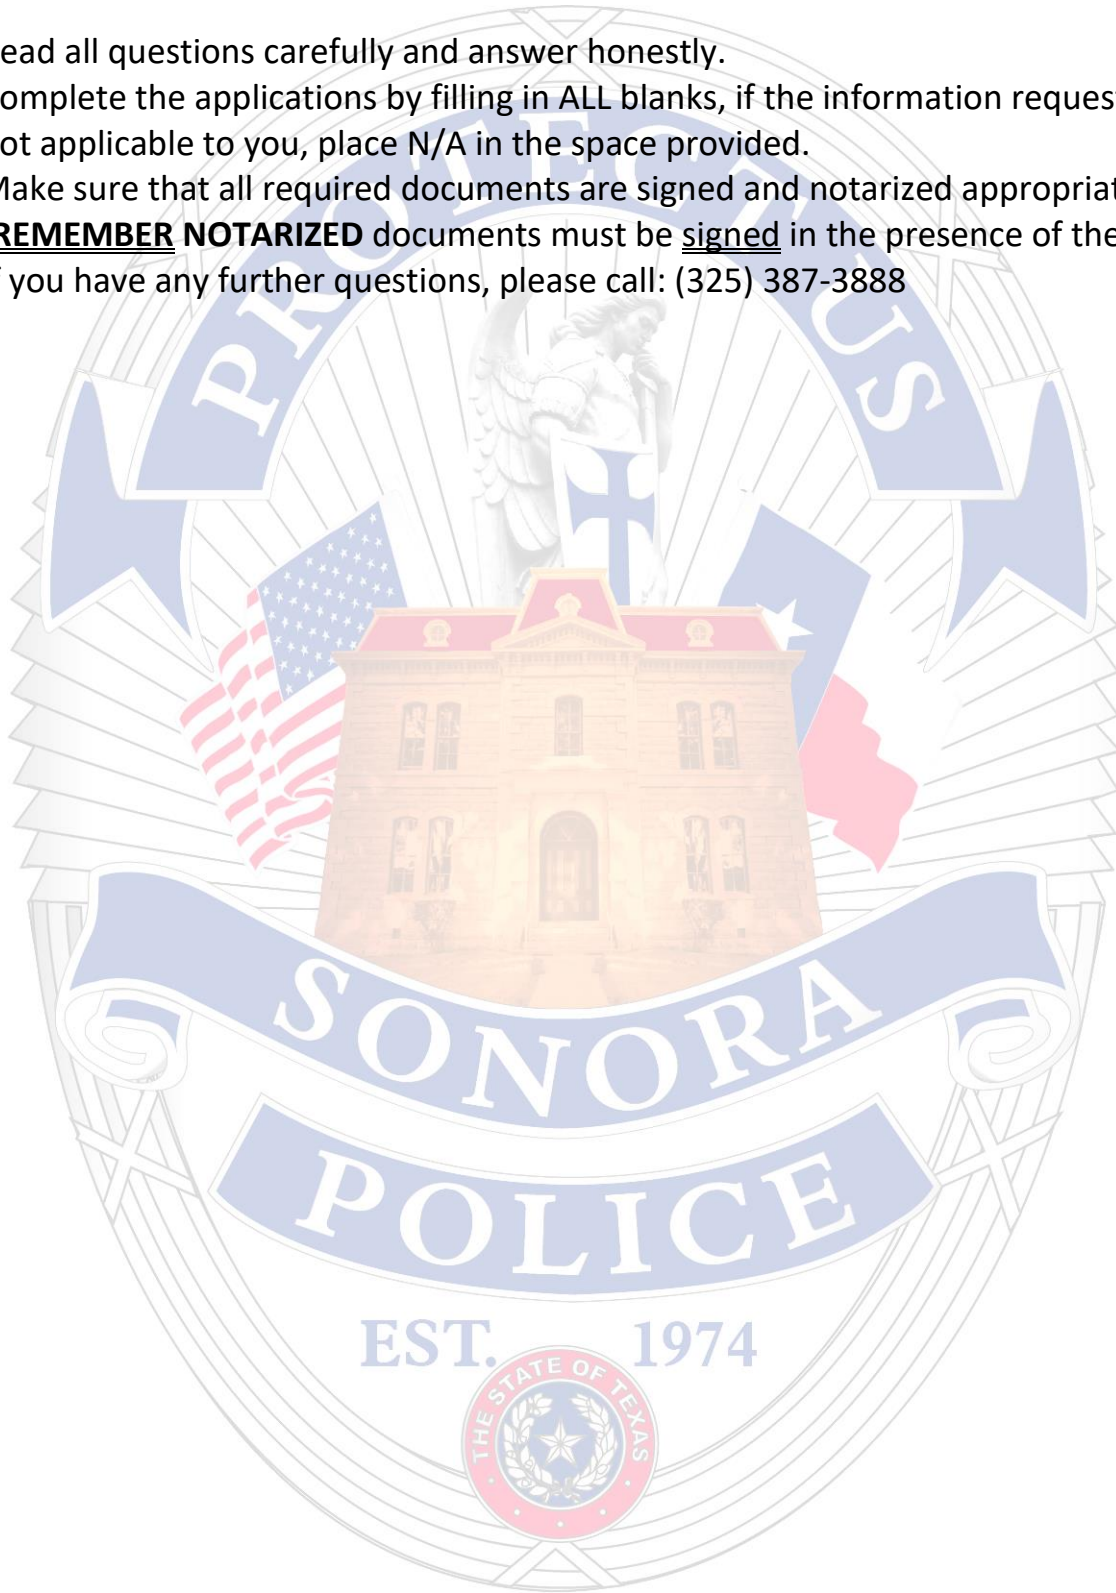 ead all questions carefully and answer honestly.
omplete the applications by filling in ALL blanks, if the information request
ot applicable to you, place N/A in the space provided.
Make sure that all required documents are signed and notarized appropriat
REMEMBER NOTARIZED documents must be signed in the presence of the
f you have any further questions, please call: (325) 387-3888
PROTECTUS
SONORA
POLICE
EST. 1974
THE STATE OF TEXAS